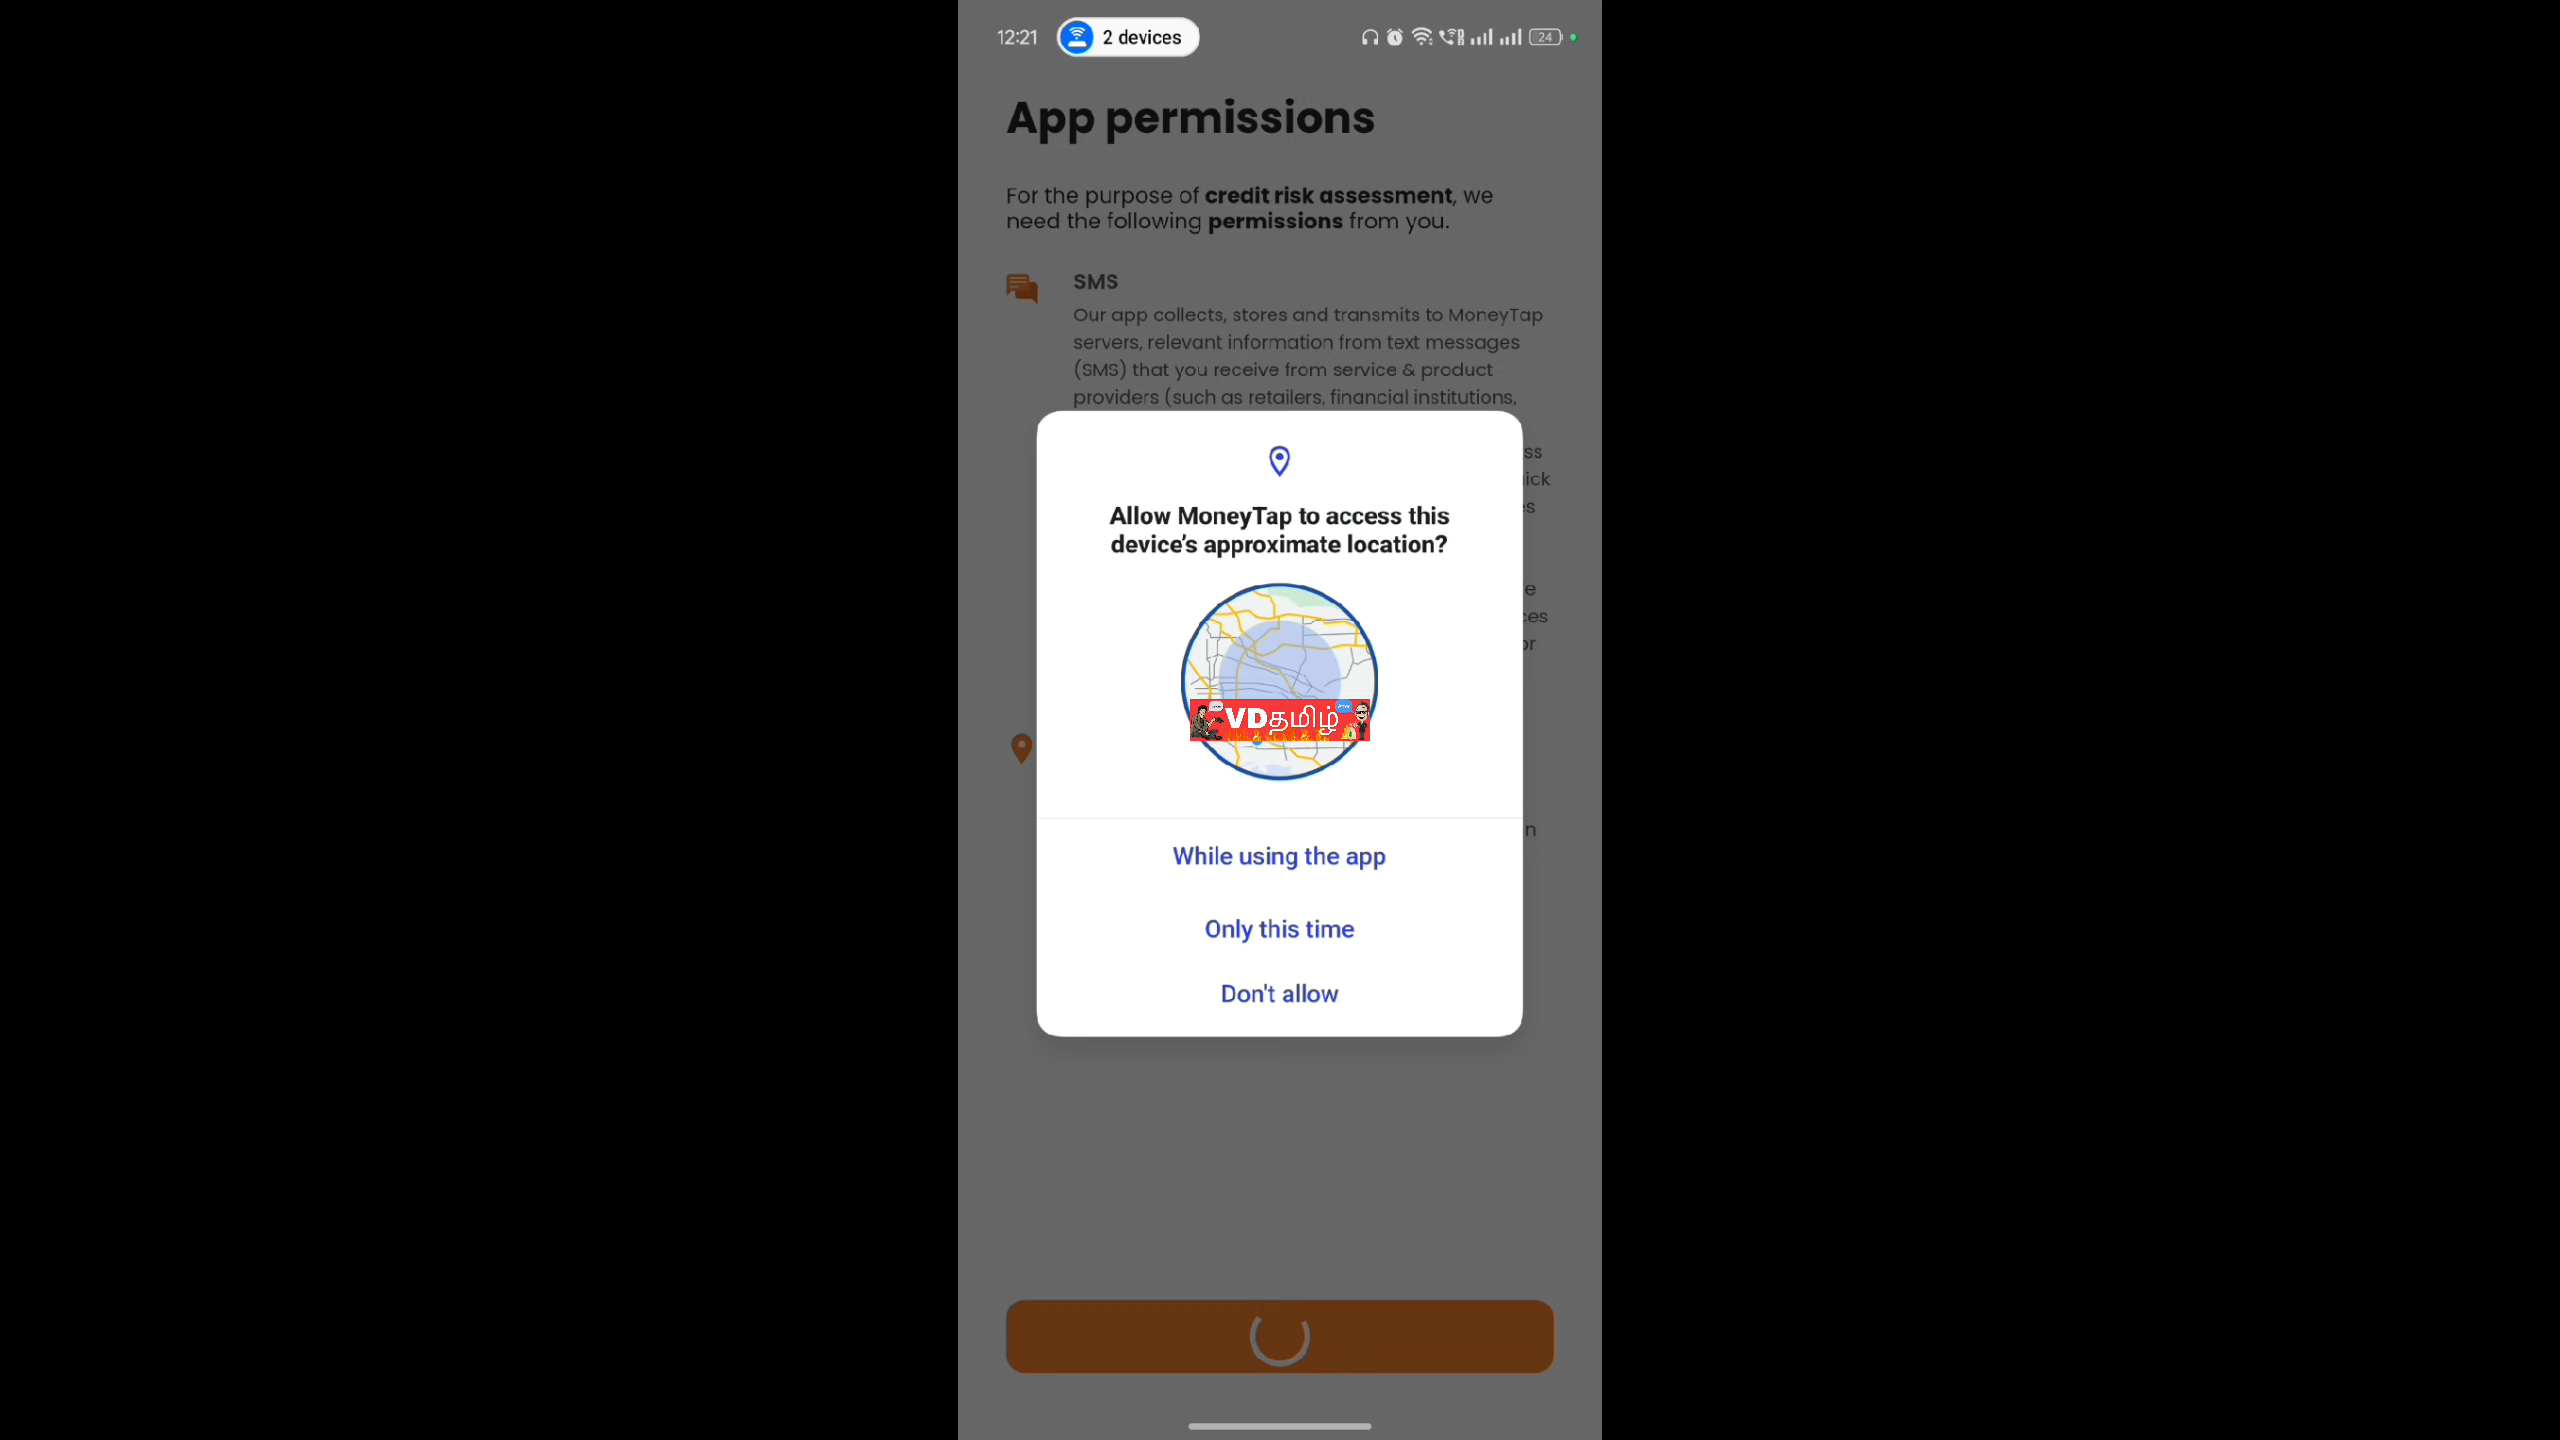 12:21
2 devices
24
App permissions
For the purpose of credit risk assessment, we
need the following permissions from you.
SMS
Our app collects, stores and transmits to MoneyTap
servers, relevant information from text messages
(SMS) that you receive from service & product
providers (such as retailers, financial institutions,
Allow MoneyTap to access this
device's approximate location?
VDதமிழ்
While using the app
Only this time
Don't allow